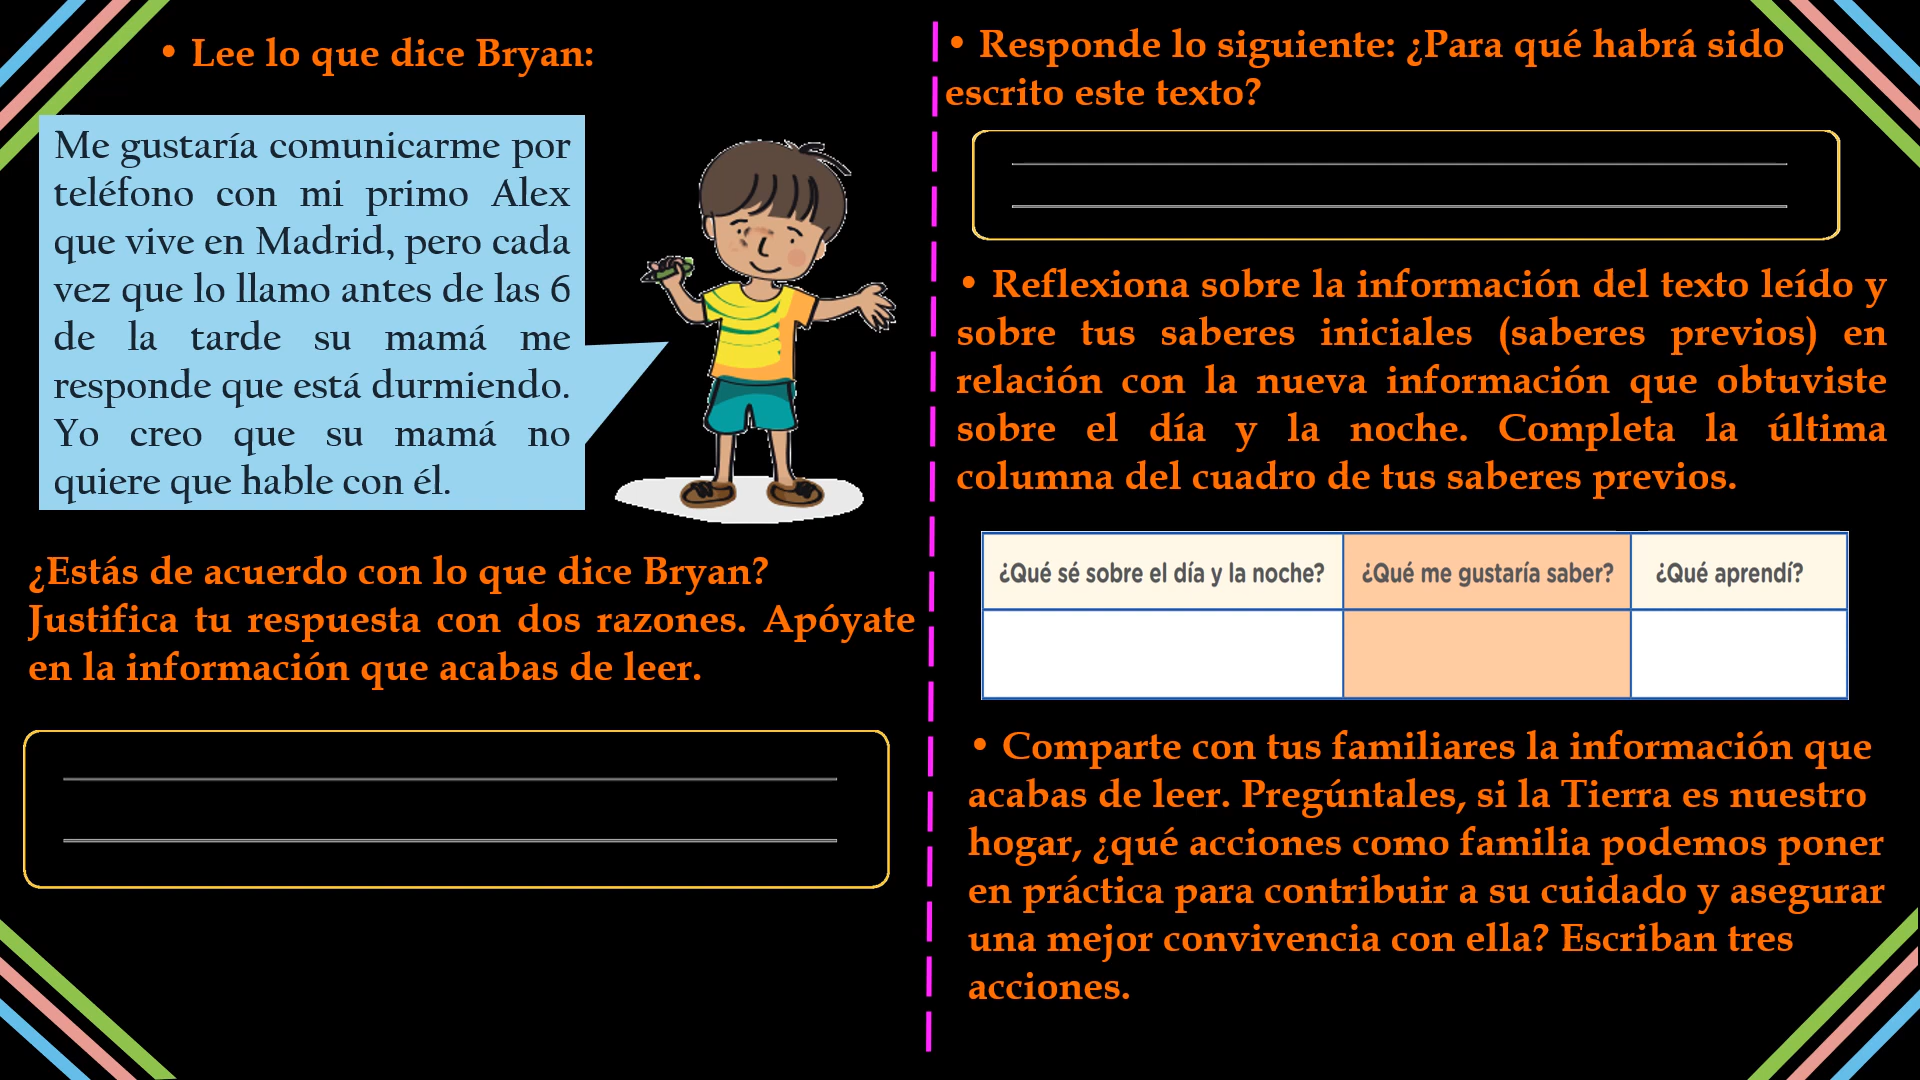 • Lee lo que dice Bryan:
Me gustaría comunicarme por
teléfono con mi primo Alex
que vive en Madrid, pero cada
vez que lo llamo antes de las 6
de la tarde su mamá me
responde que está durmiendo.
Yo creo que su mamá no
quiere que hable con él.
¿Estás de acuerdo con lo que dice Bryan?
Justifica tu respuesta con dos razones. Apóyate
en la información que acabas de leer.
• Responde lo siguiente: ¿Para qué habrá sido
escrito este texto?
• Reflexiona sobre la información del texto leído y
sobre tus saberes iniciales (saberes previos) en
relación con la nueva información que obtuviste
sobre el día y la noche. Completa la última
columna del cuadro de tus saberes previos.
¿Qué sé sobre el día y la noche? ¿Qué me gustaría saber? ¿Qué aprendí?
• Comparte con tus familiares la información que
acabas de leer. Pregúntales, si la Tierra es nuestro
hogar, ¿qué acciones como familia podemos poner
en práctica para contribuir a su cuidado y asegurar
una mejor convivencia con ella? Escriban tres
acciones.